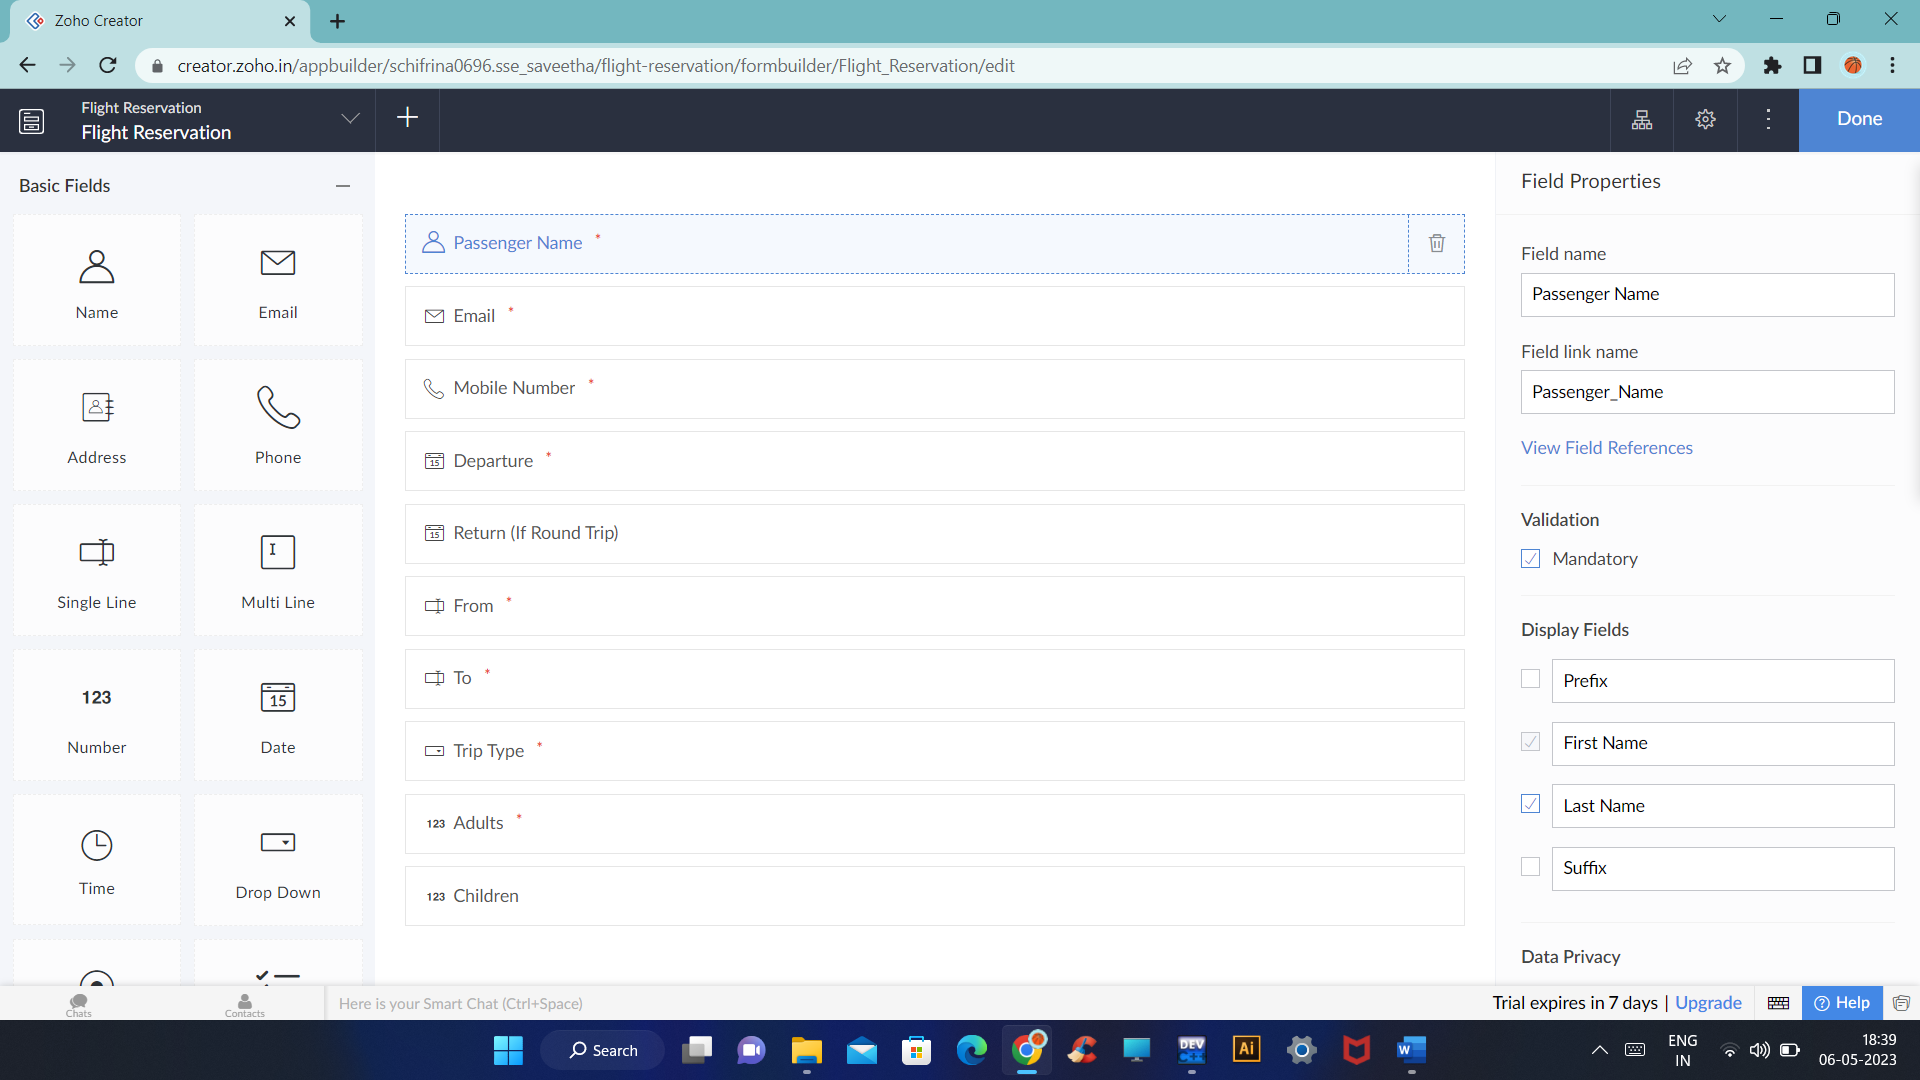 Zoho Creator
creator.zoho.in/appbuilder/schifrina0696.sse_saveetha/flight-reservation/formbuilder/Flight_Reservation/edit
Flight Reservation
Flight Reservation
Done
Basic Fields
Name
Email
Address
Phone
Single Line
Multi Line
123
Number
15
Date
Time
Drop Down
Passenger Name *
Email *
Mobile Number *
15 Departure *
15 Return (If Round Trip)
From *
To *
Trip Type *
123 Adults *
123 Children
Field Properties
Field name
Passenger Name
Field link name
Passenger_Name
View Field References
Validation
Mandatory
Display Fields
Prefix
First Name
Last Name
Suffix
Data Privacy
Chats
Contacts
Here is your Smart Chat (Ctrl+Space)
Trial expires in 7 days | Upgrade
? Help
Search
DEV
C++
Ai
W
ENG
IN
18:39
06-05-2023